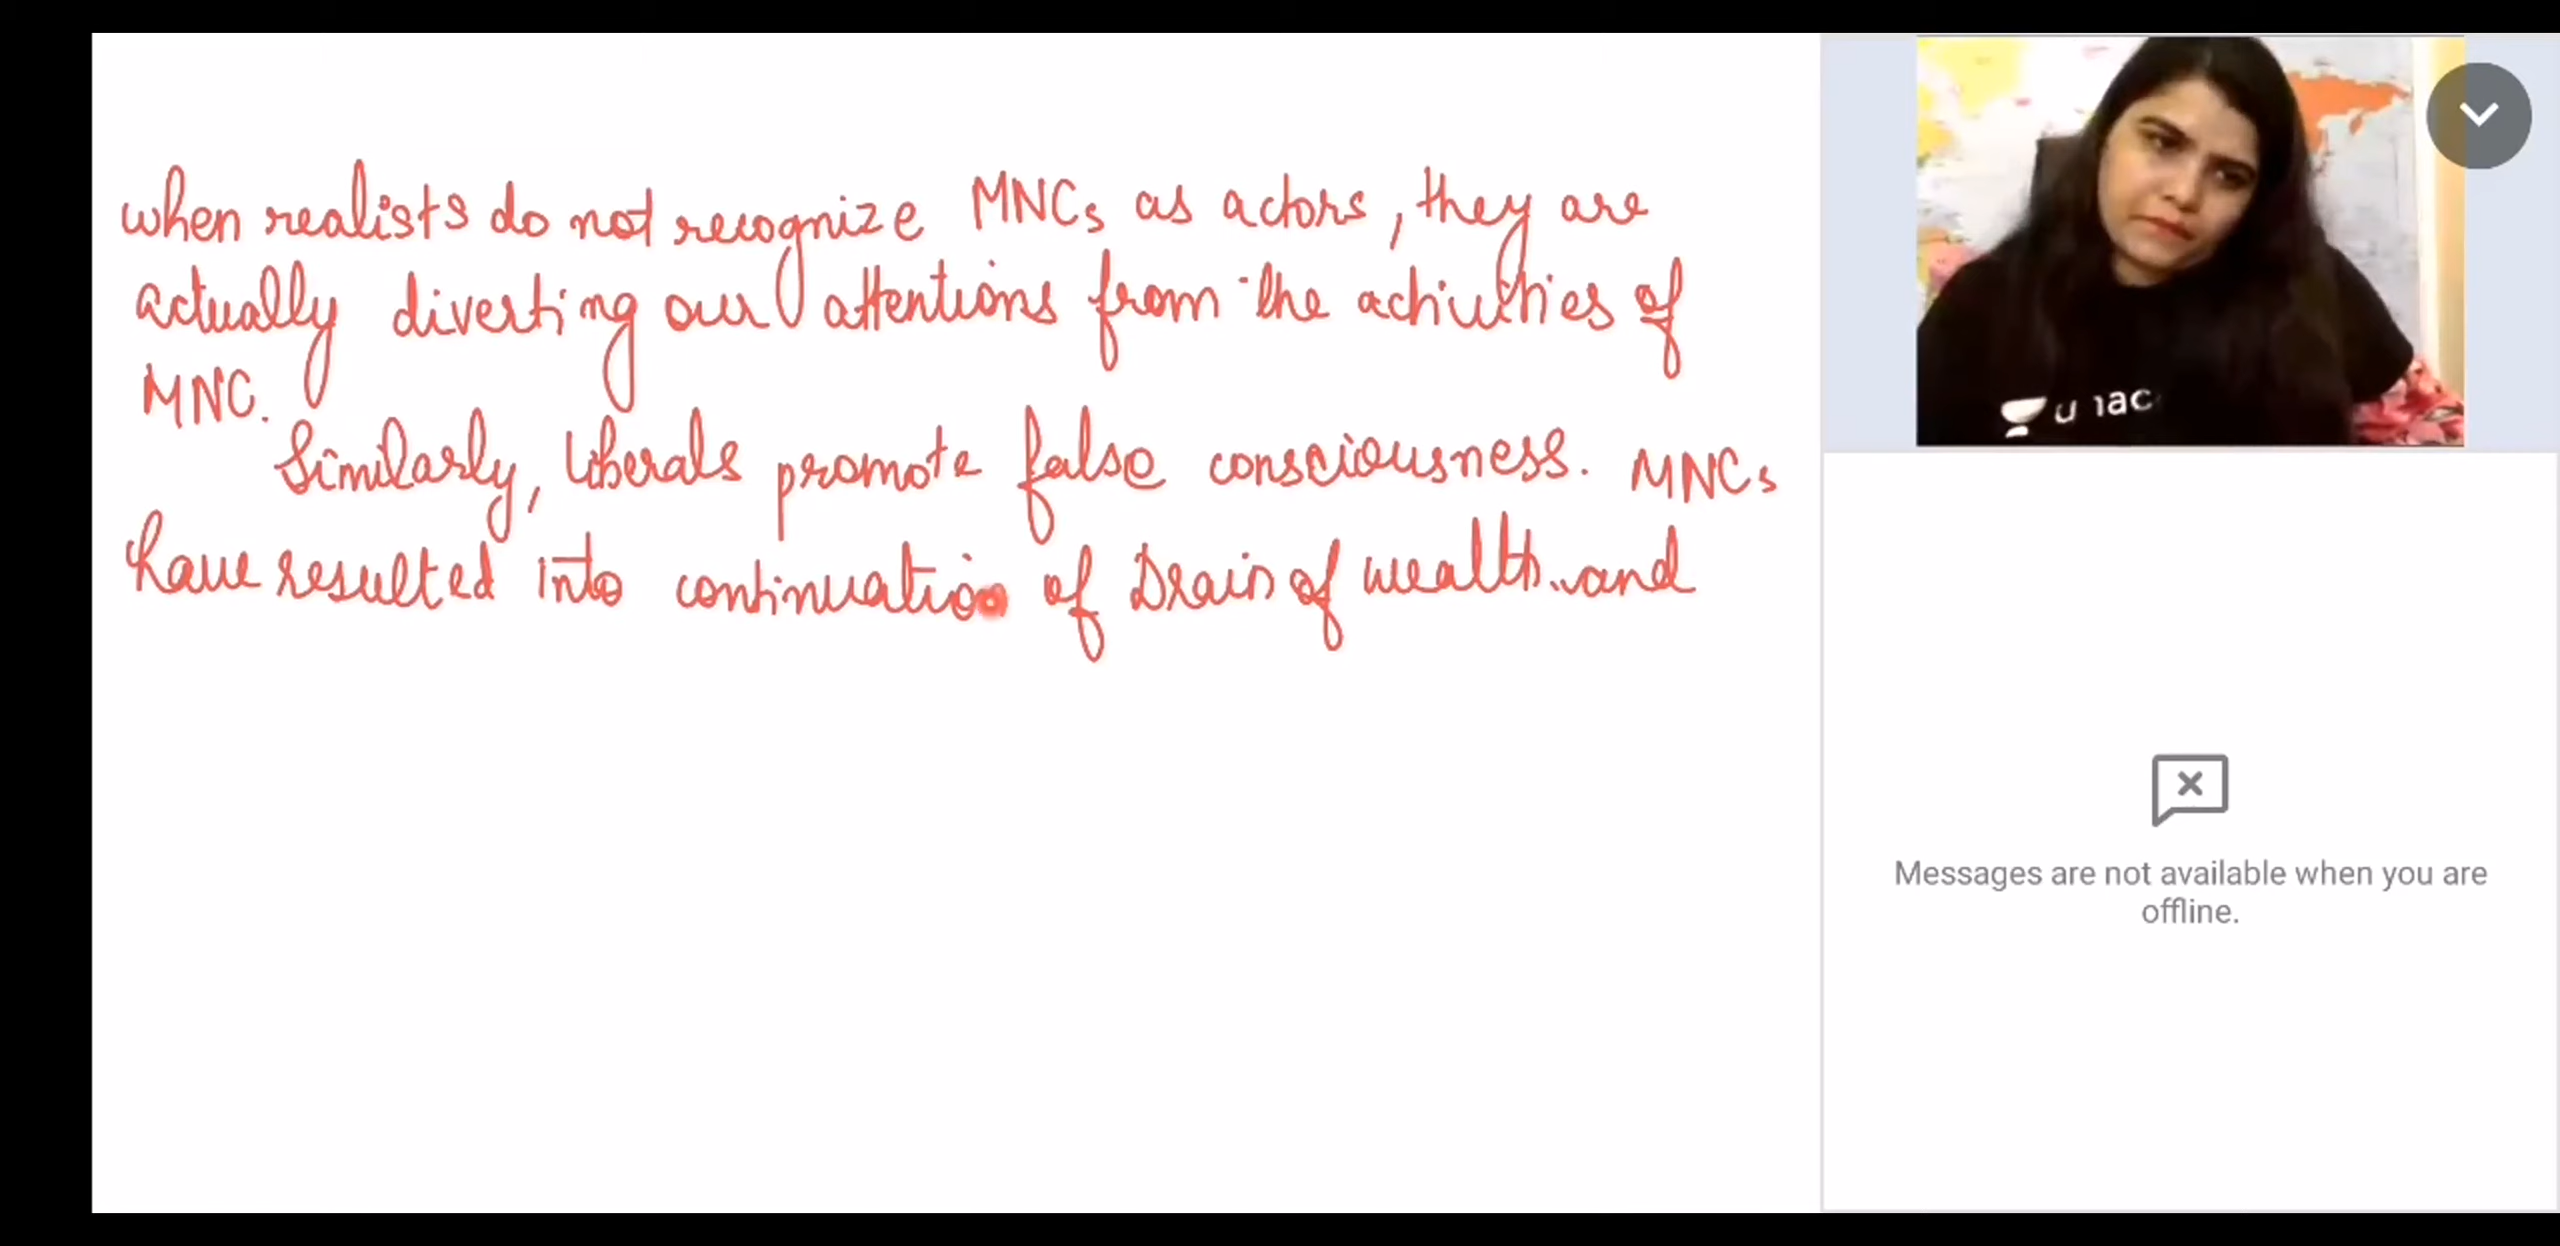 when realists do not recognize MNCs as actors, they are
actually diverting our attentions from the activities of
MNC.
Similarly, liberals promote false consciousness. MNCs
have resulted into continuation of Drain of wealth and
unac
Messages are not available when you are
offline.